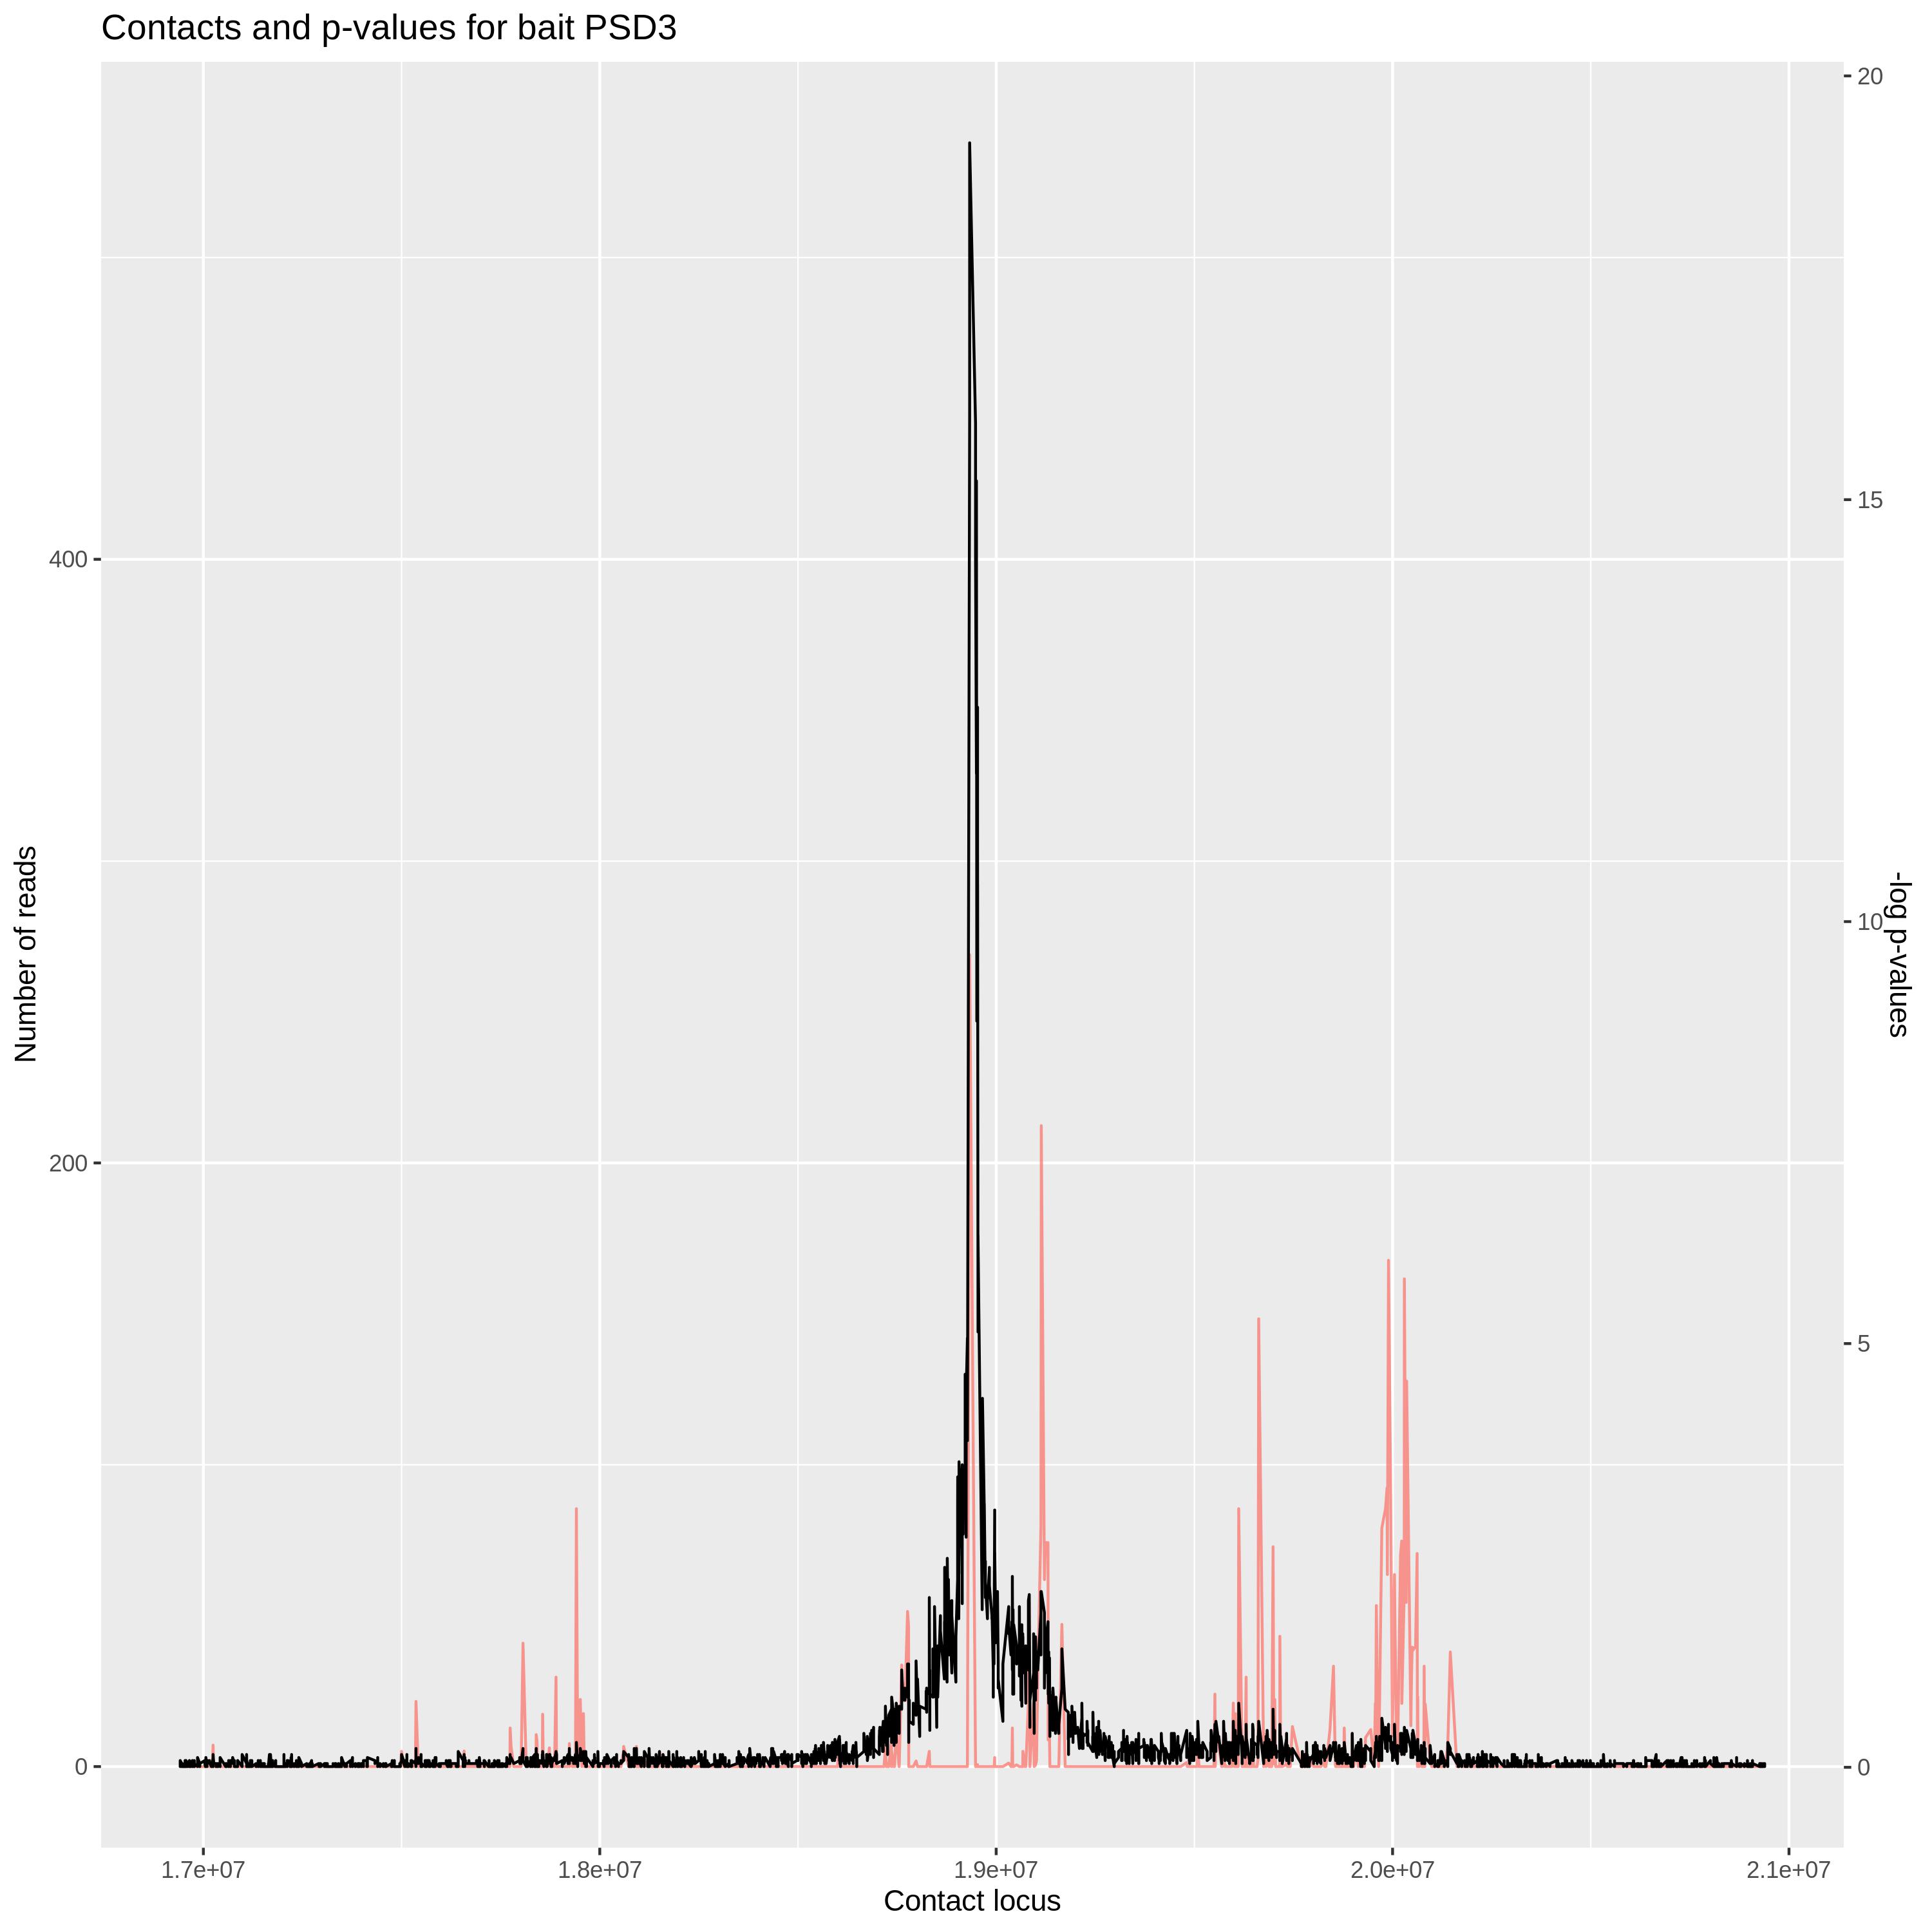 Contacts and p-values for bait PSD3
20
15
400
10
Number of reads
-log p-values
200
5
0
0
1.7e+07 1.8e+07 1.9e+07 2.0e+07 2.1e+07
Contact locus